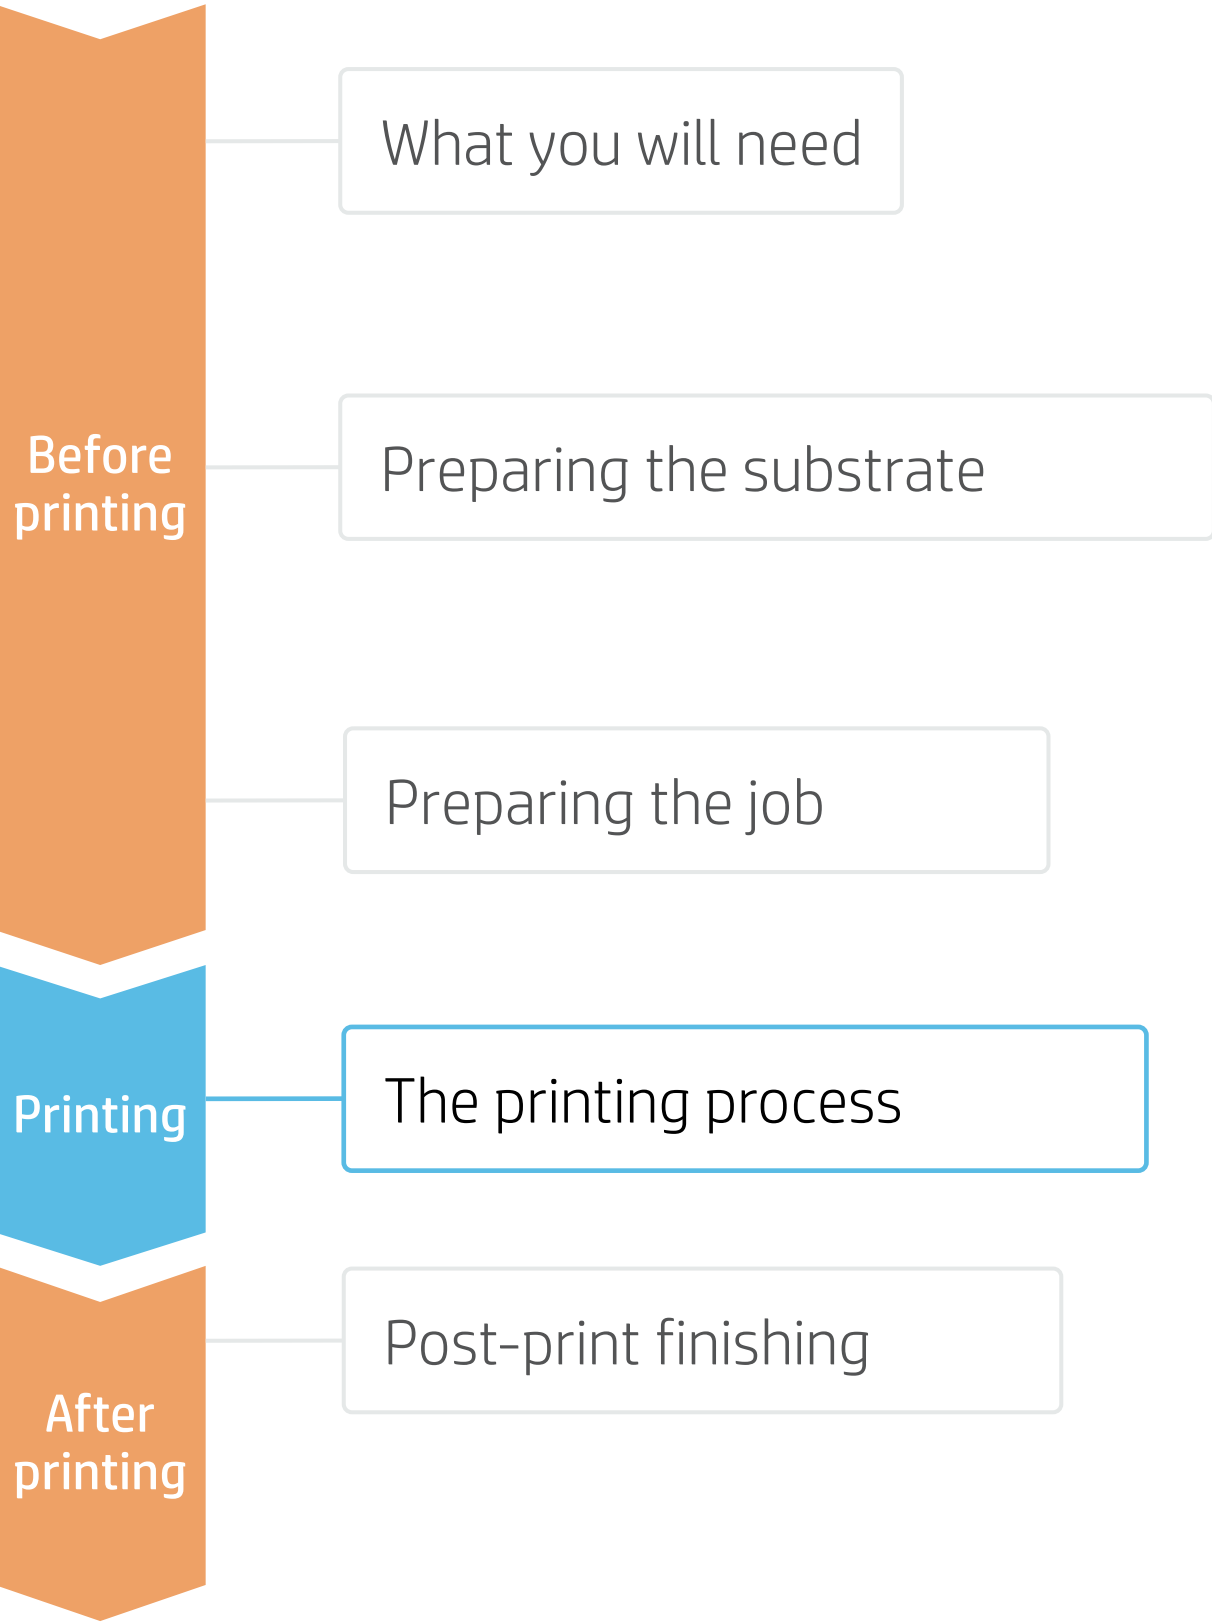 What you will need
Before
printing
Preparing the substrate
Preparing the job
Printing
The printing process
Post-print finishing
After
printing